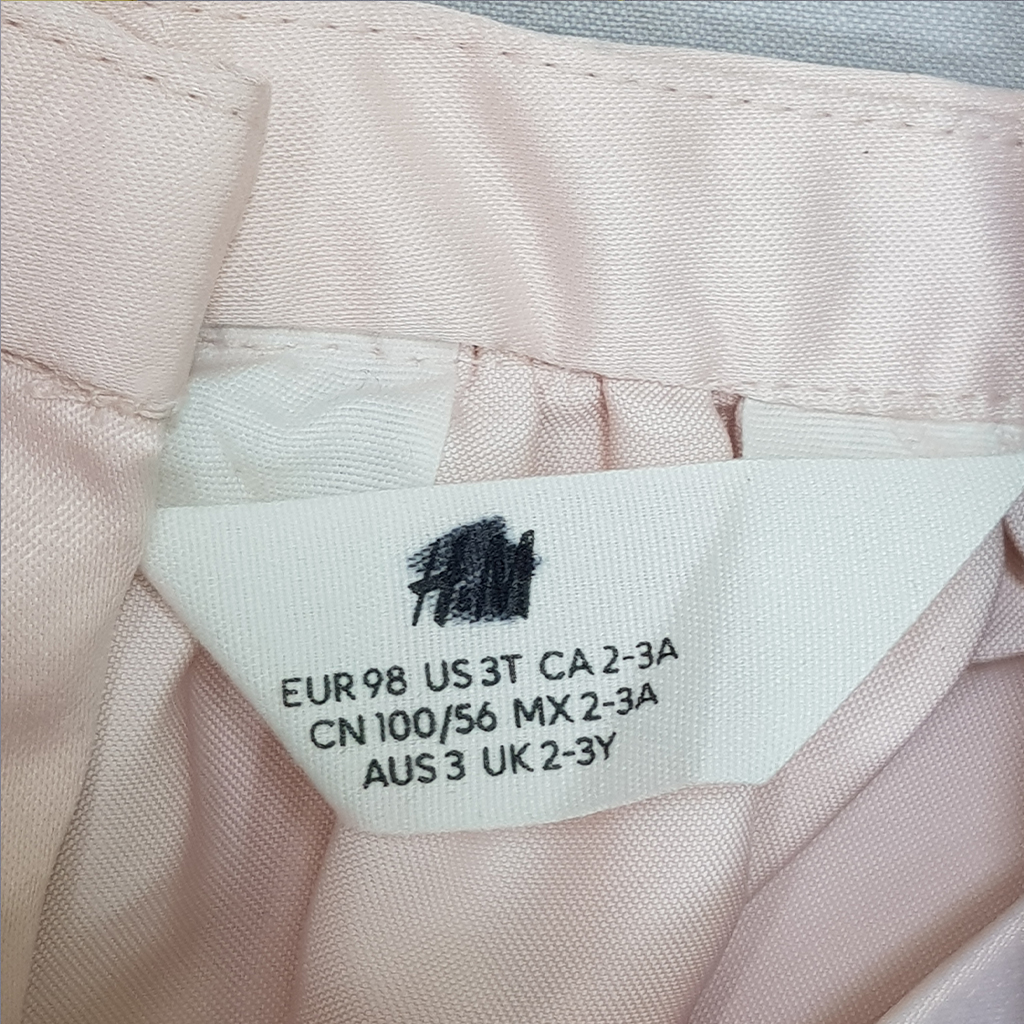 H&M
EUR 98 US 3T CA 2-3A
CN 100/56 MX 2-3A
AUS 3 UK 2-3Y